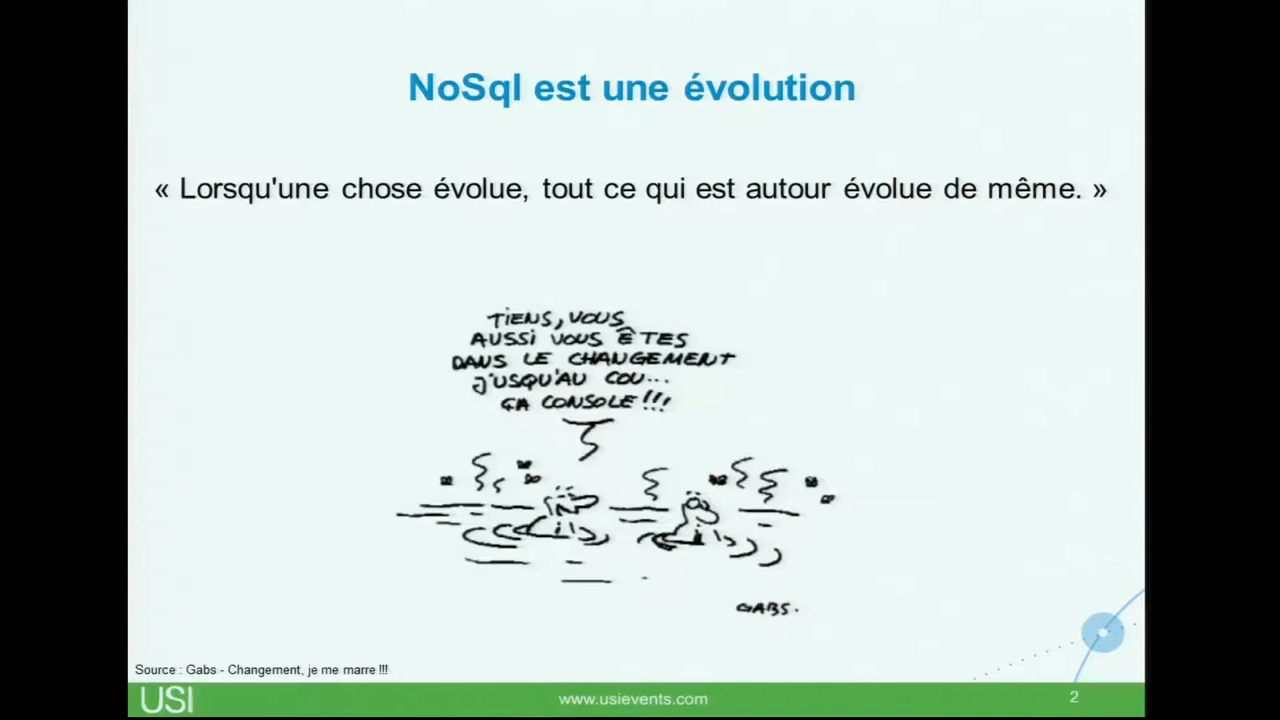 NoSql est une évolution
« Lorsqu'une chose évolue, tout ce qui est autour évolue de même. »
TIENS, VOUS
AUSSI VOUS ÊTES
DANS LE CHANGEMENT
J'USQU'AU COU...
ÇA CONSOLE !!!
GABS.
Source : Gabs - Changement, je me marre !!!
USI
www.usievents.com
2